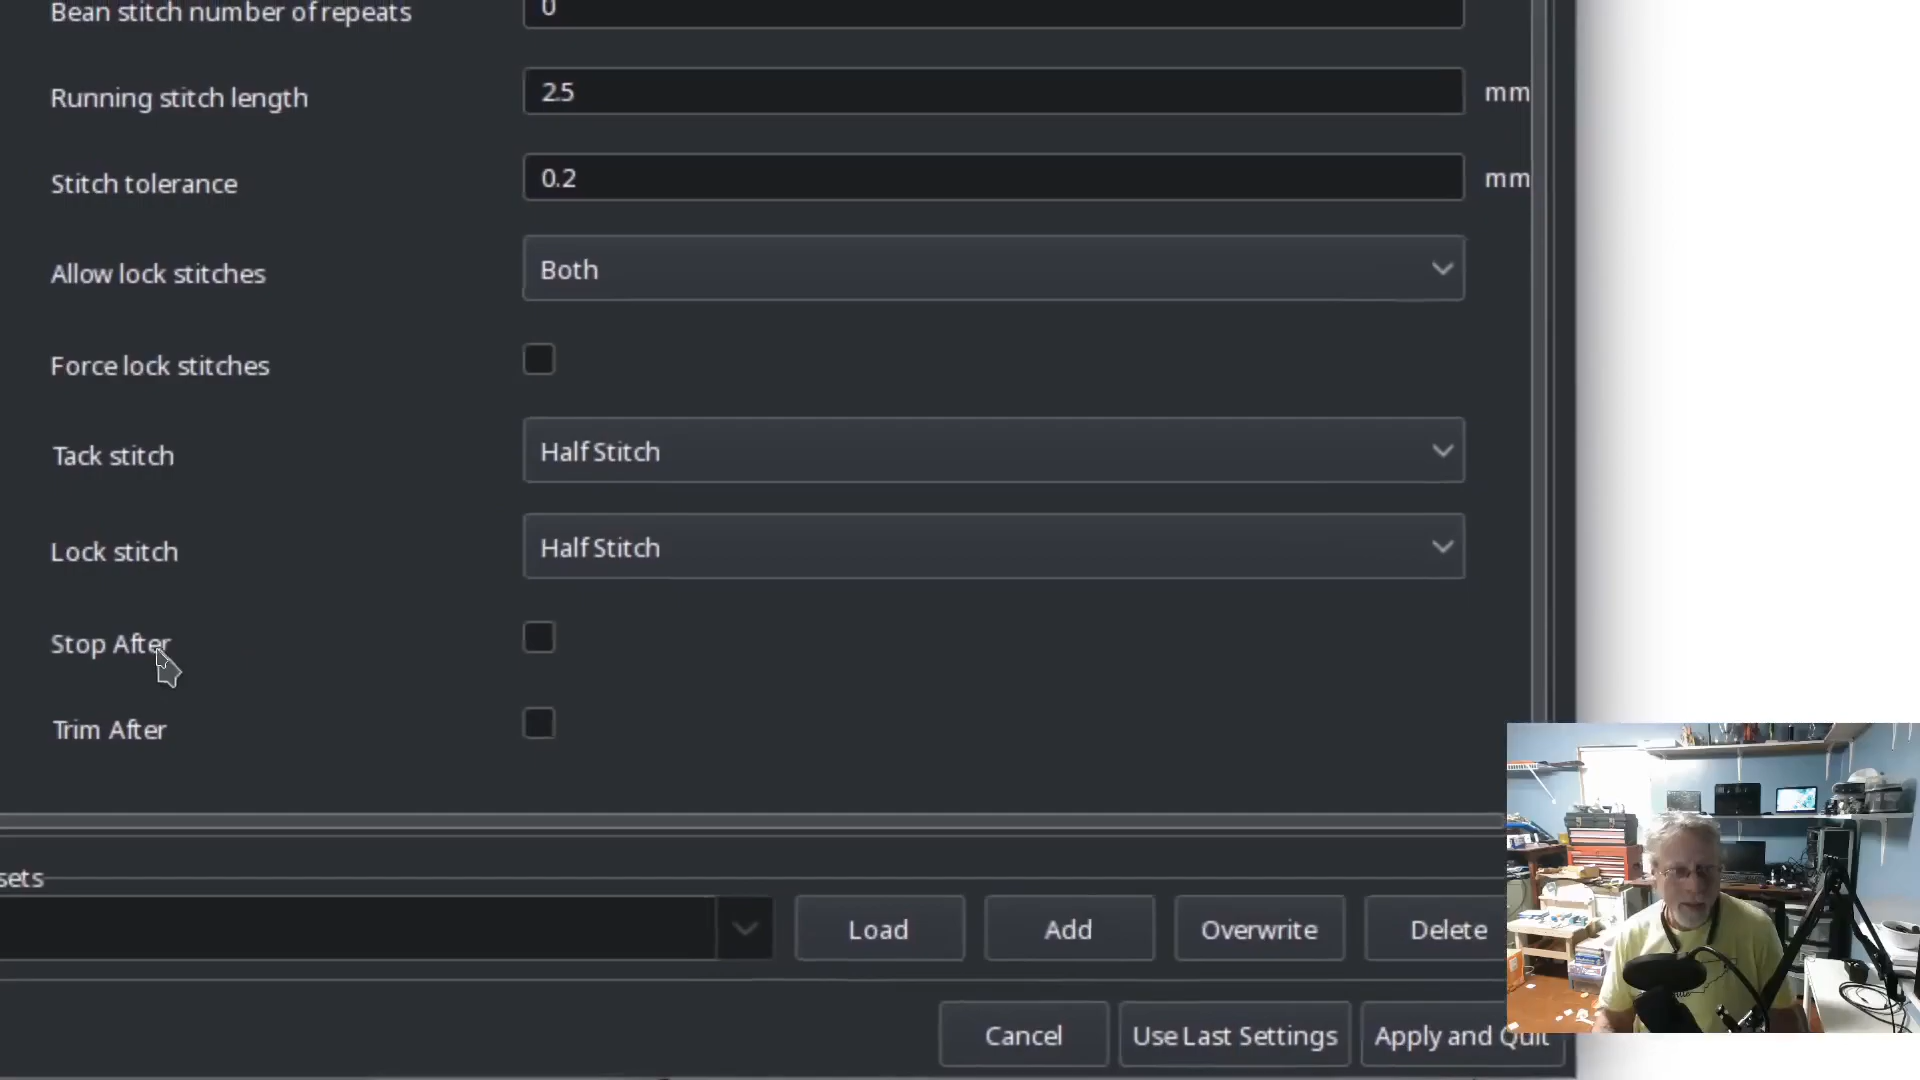 Bean stitch number of repeats 0
Running stitch length 2.5 mm
Stitch tolerance 0.2 mm
Allow lock stitches Both
Force lock stitches
Tack stitch Half Stitch
Lock stitch Half Stitch
Stop After
Trim After
sets
Load Add Overwrite Delete
Cancel Use Last Settings Apply and Quit